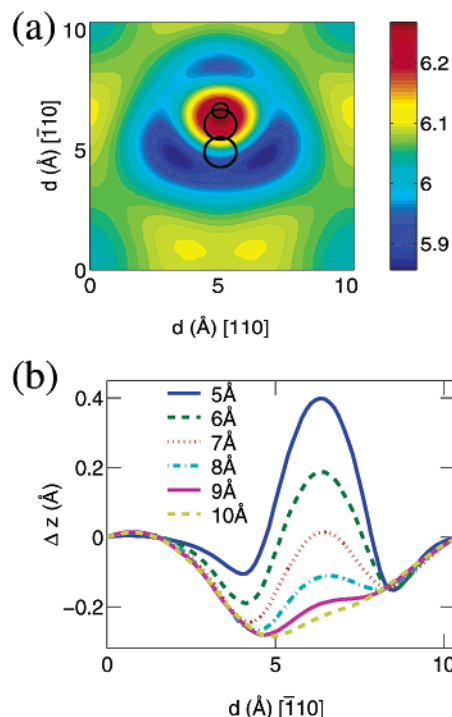 (a)
10
5
0
d (Å) [1̄10]
0
5
10
d (Å) [110]
6.2
6.1
6
5.9
(b)
0.4
0.2
0
−0.2
Δ z (Å)
5Å
6Å
7Å
8Å
9Å
10Å
0
5
10
d (Å) [1̄10]